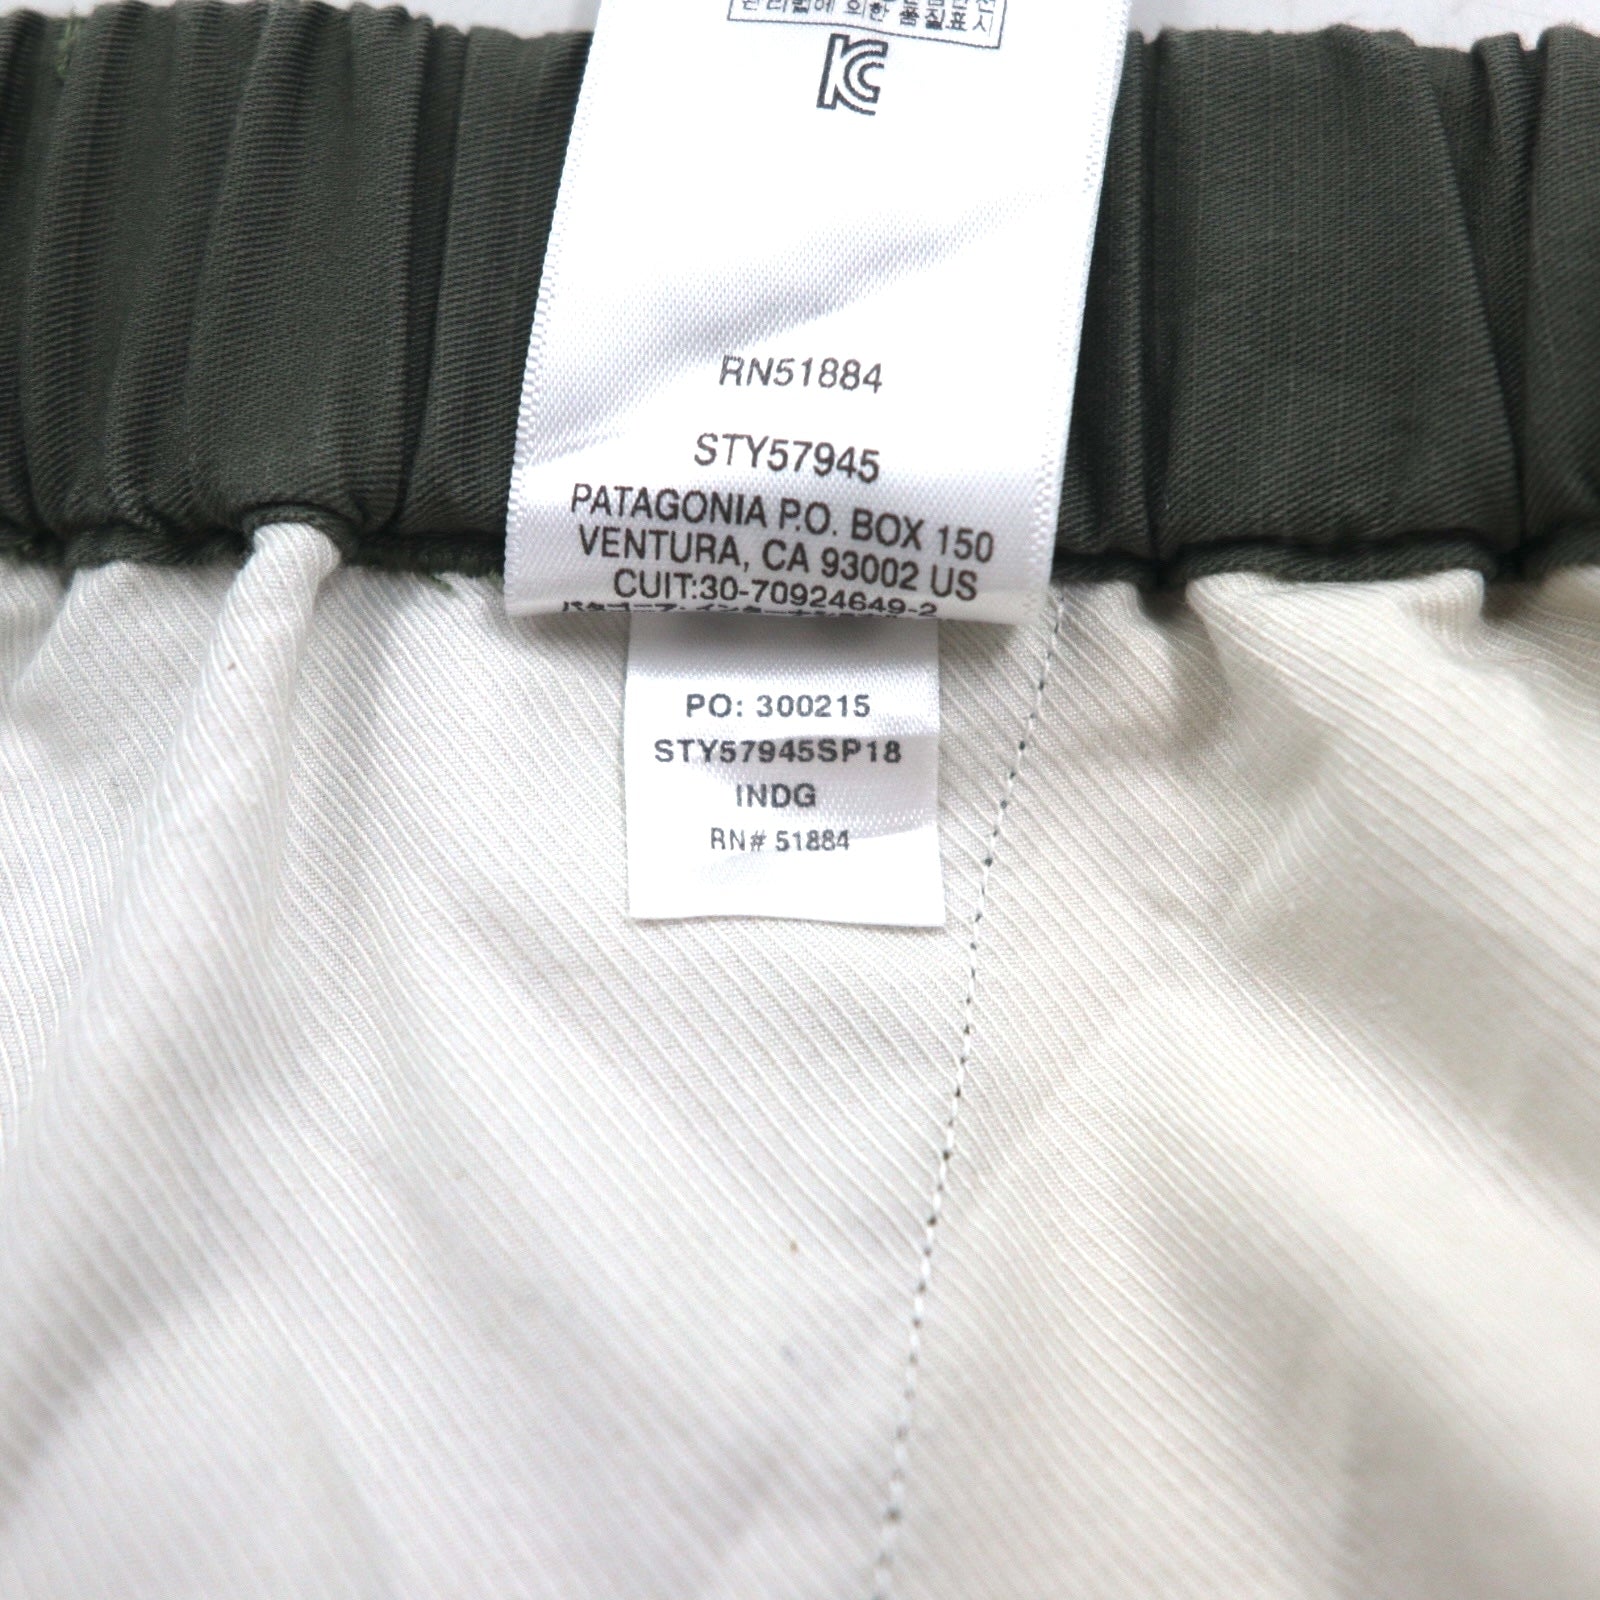 KC
RN51884
STY57945
PATAGONIA P.O. BOX 150
VENTURA, CA 93002 US
CUIT:30-70924649-2
PO: 300215
STY57945SP18
INDG
RN# 51884